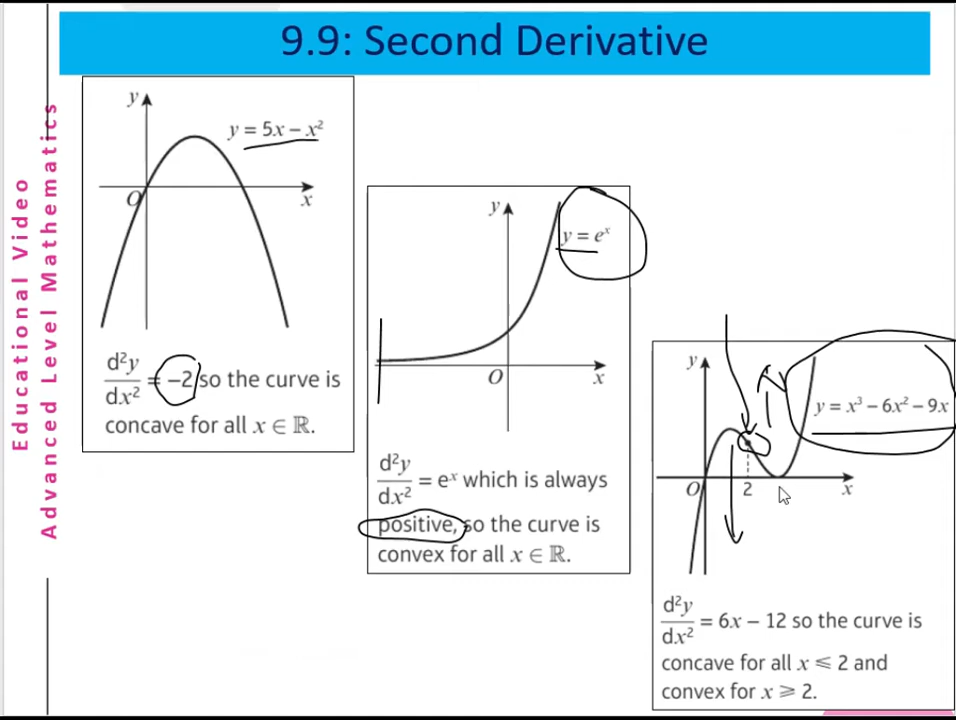 9.9: Second Derivative
Educational Video
Advanced Level Mathematics
y
y = 5x – x²
O
x
d²y
dx²
= –2 so the curve is
concave for all x ∈ ℝ.
y
y = eˣ
O
x
d²y
dx²
= eˣ which is always
positive, so the curve is
convex for all x ∈ ℝ.
y
y = x³ – 6x² – 9x
O
2
x
d²y
dx²
= 6x – 12 so the curve is
concave for all x ⩽ 2 and
convex for x ⩾ 2.